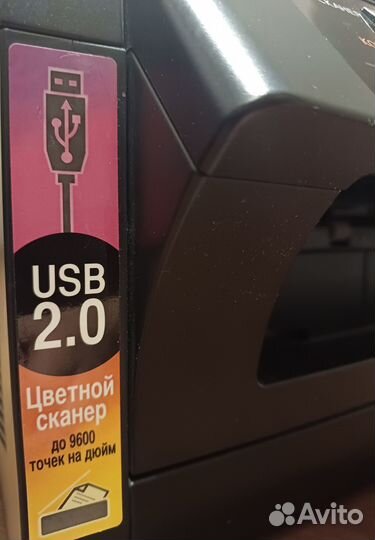 USB
2.0
Цветной
сканер
до 9600
точек на дюйм
Avito